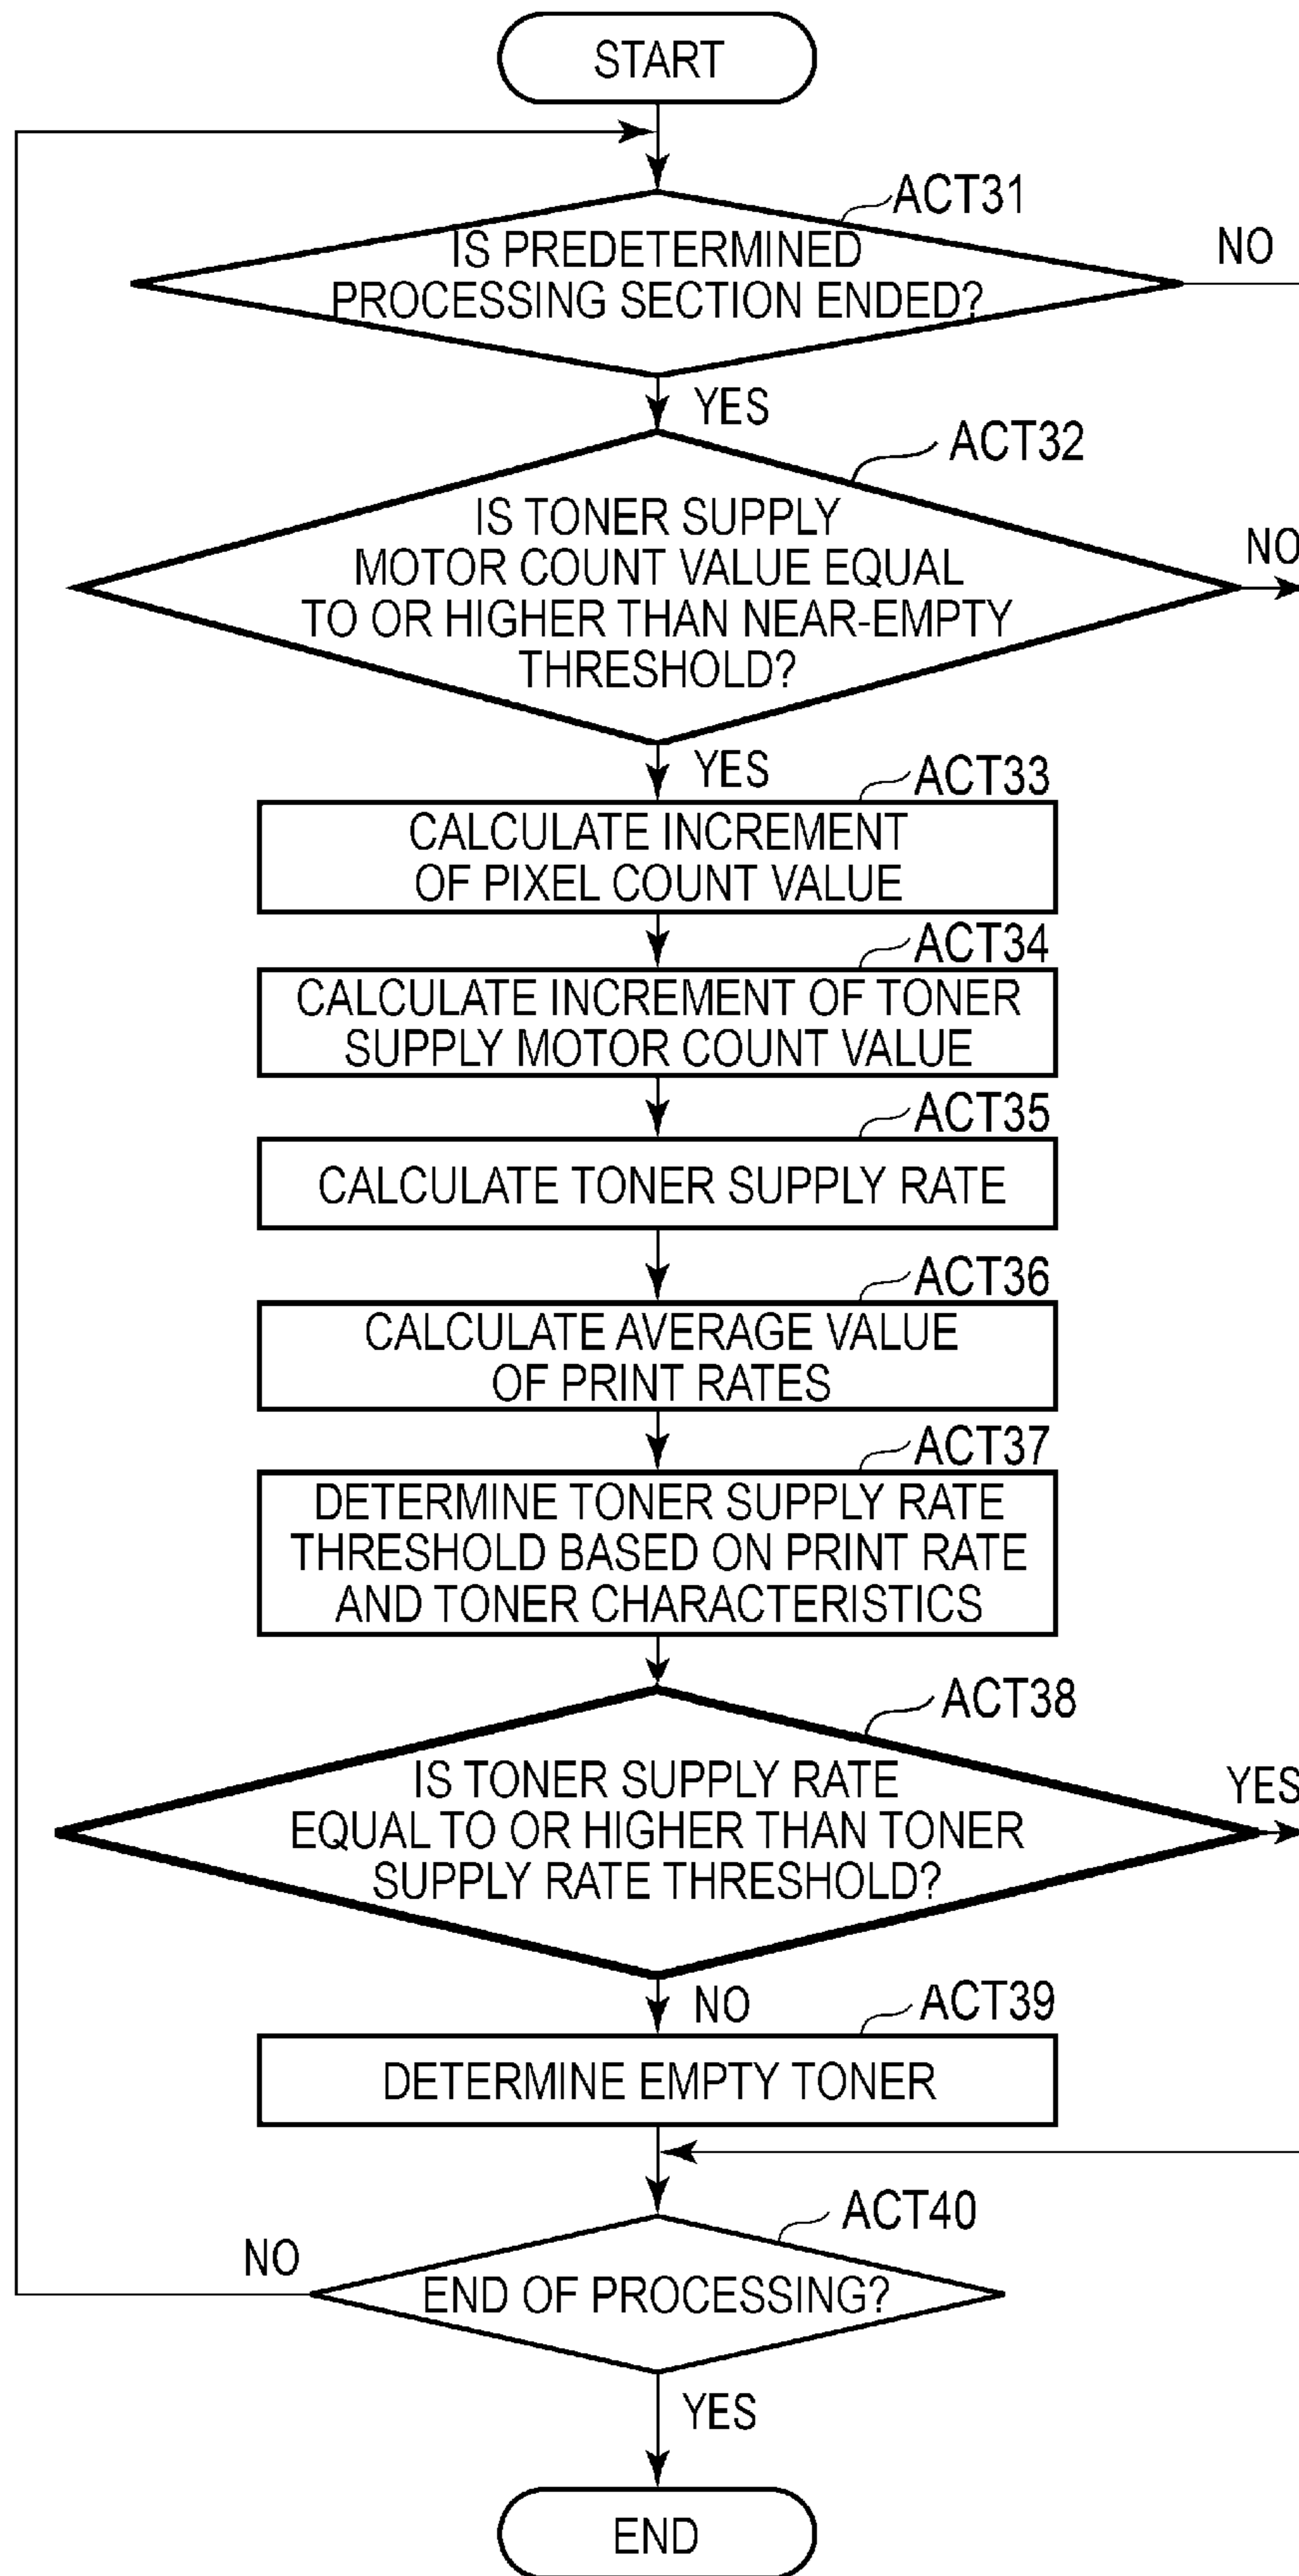 START
ACT31
IS PREDETERMINED
PROCESSING SECTION ENDED?
NO
YES
ACT32
IS TONER SUPPLY
MOTOR COUNT VALUE EQUAL
TO OR HIGHER THAN NEAR-EMPTY
THRESHOLD?
NO
YES
ACT33
CALCULATE INCREMENT
OF PIXEL COUNT VALUE
ACT34
CALCULATE INCREMENT OF TONER
SUPPLY MOTOR COUNT VALUE
ACT35
CALCULATE TONER SUPPLY RATE
ACT36
CALCULATE AVERAGE VALUE
OF PRINT RATES
ACT37
DETERMINE TONER SUPPLY RATE
THRESHOLD BASED ON PRINT RATE
AND TONER CHARACTERISTICS
ACT38
IS TONER SUPPLY RATE
EQUAL TO OR HIGHER THAN TONER
SUPPLY RATE THRESHOLD?
YES
NO
ACT39
DETERMINE EMPTY TONER
ACT40
NO
END OF PROCESSING?
YES
END